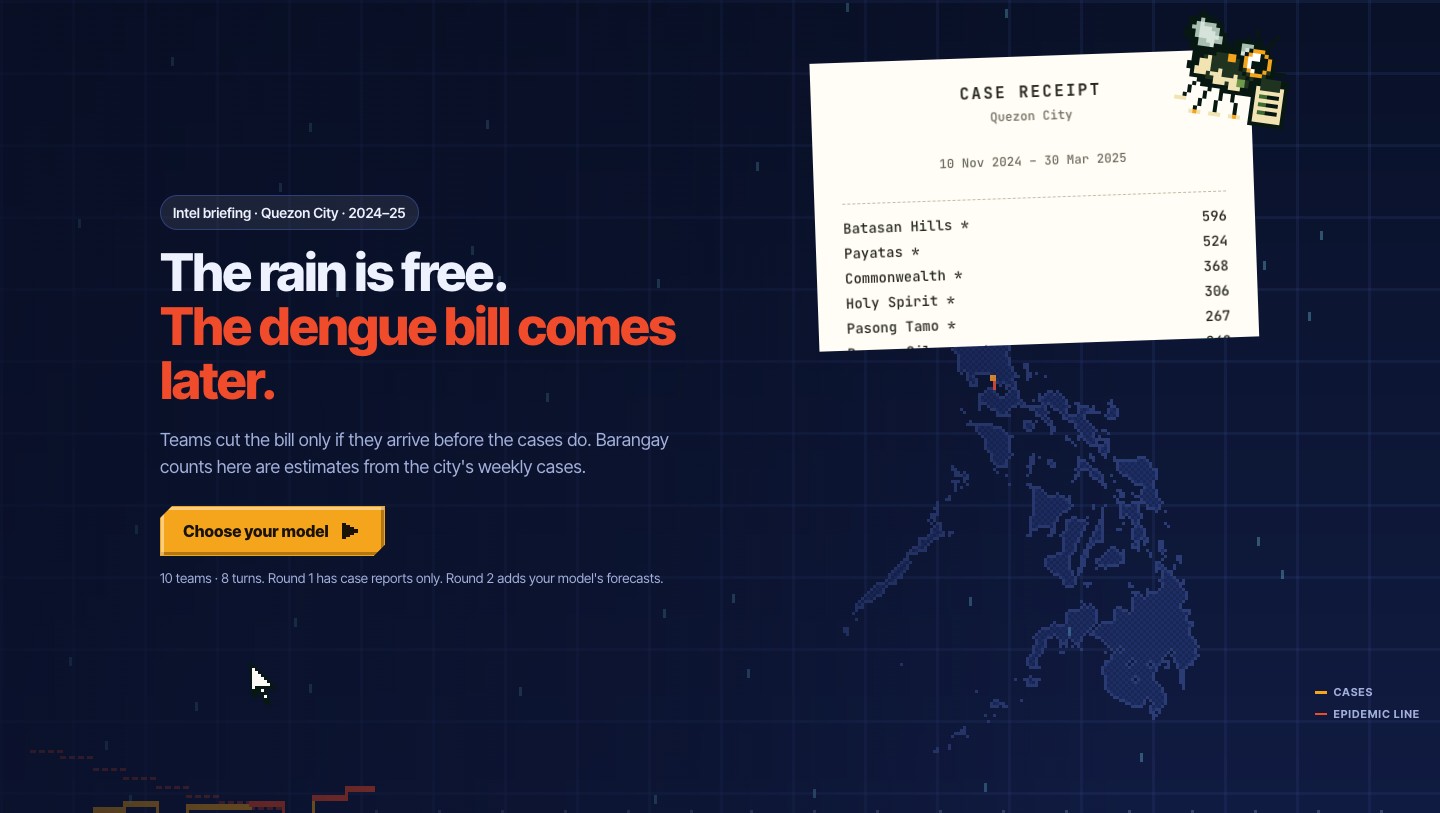 Intel briefing · Quezon City · 2024–25
The rain is free.
The dengue bill comes
later.
Teams cut the bill only if they arrive before the cases do. Barangay
counts here are estimates from the city's weekly cases.
Choose your model
10 teams · 8 turns. Round 1 has case reports only. Round 2 adds your model's forecasts.
CASE RECEIPT
Quezon City
10 Nov 2024 – 30 Mar 2025
Batasan Hills * 596
Payatas * 524
Commonwealth * 368
Holy Spirit * 306
Pasong Tamo * 267
CASES
EPIDEMIC LINE